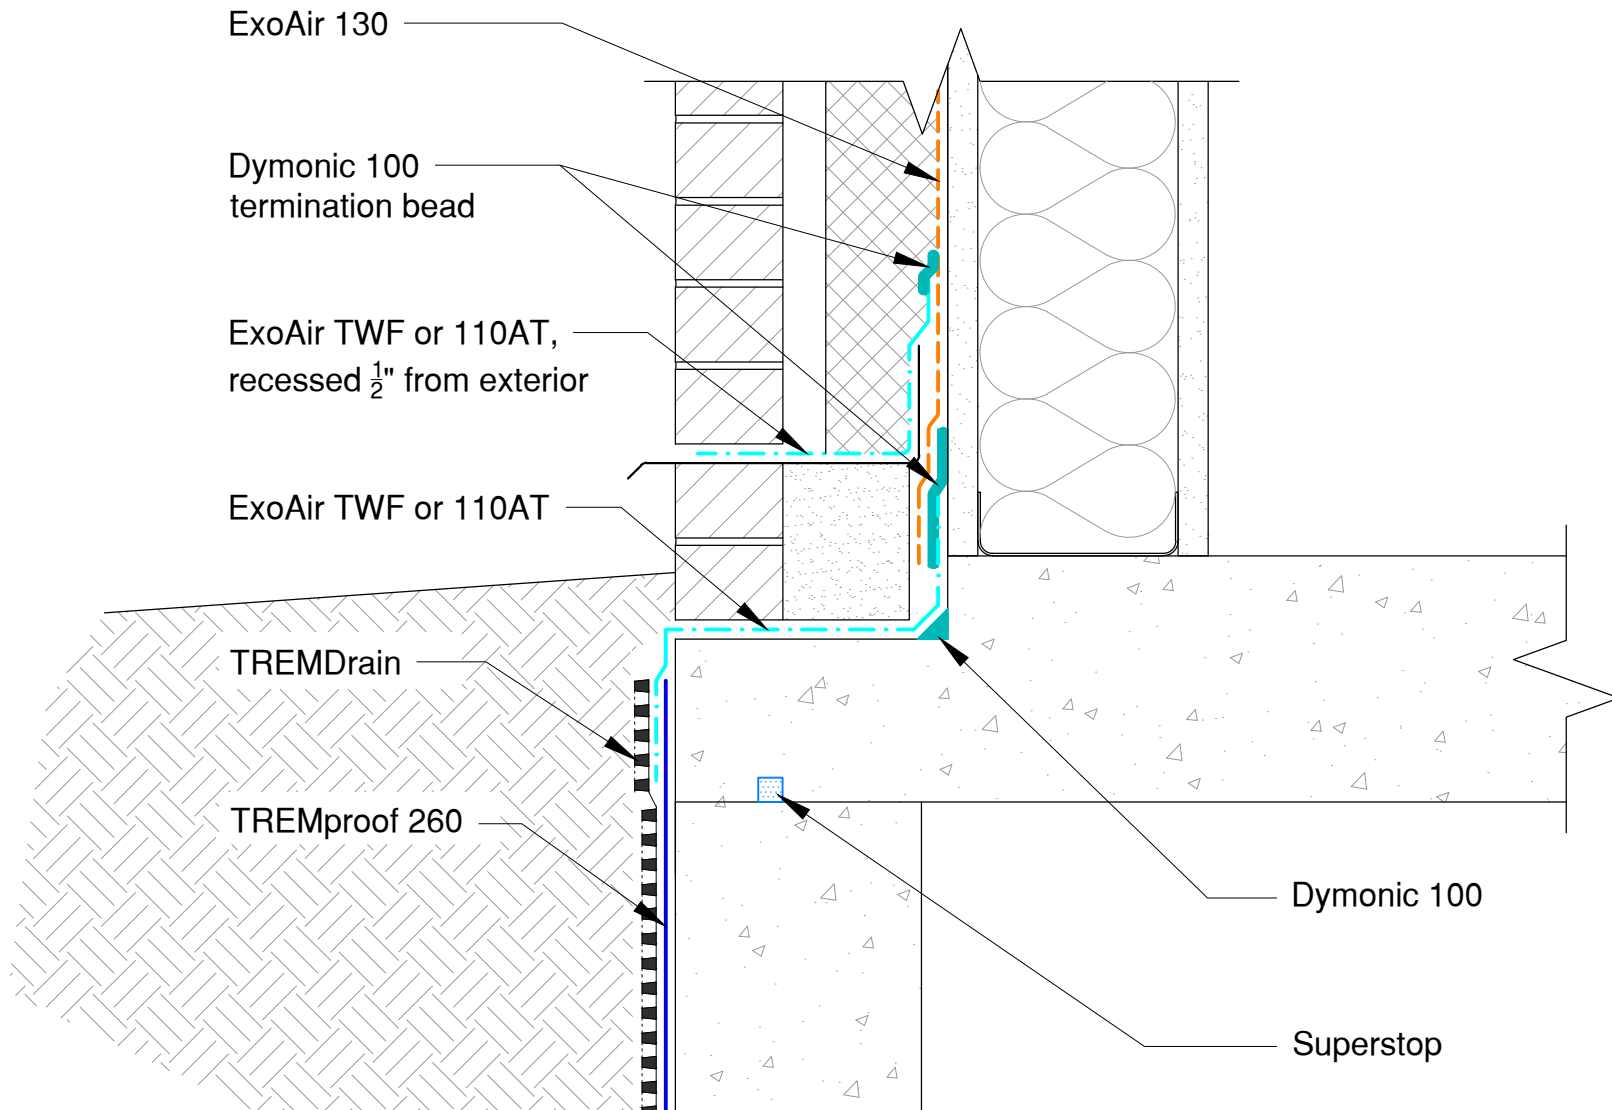 ExoAir 130
Dymonic 100
termination bead
ExoAir TWF or 110AT,
recessed ½" from exterior
ExoAir TWF or 110AT
TREMDrain
TREMproof 260
Dymonic 100
Superstop